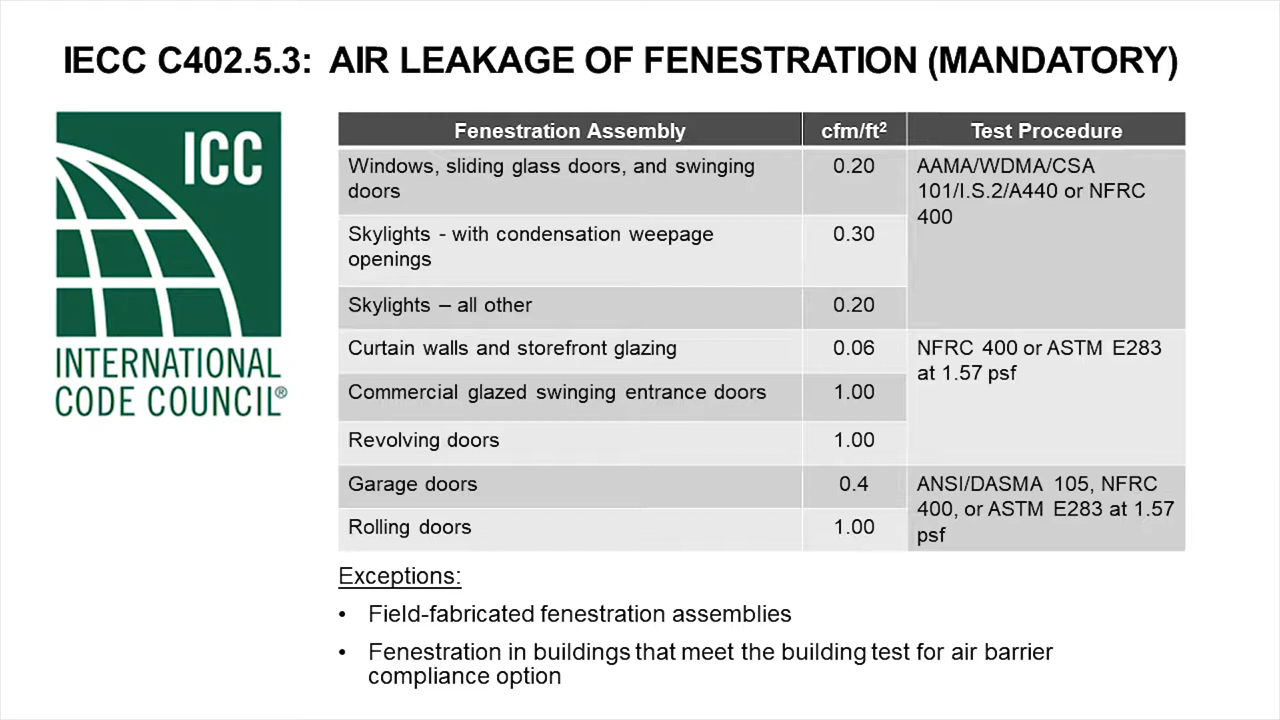 IECC C402.5.3: AIR LEAKAGE OF FENESTRATION (MANDATORY)
ICC
INTERNATIONAL
CODE COUNCIL®
Fenestration Assembly cfm/ft² Test Procedure
Windows, sliding glass doors, and swinging
doors
0.20
AAMA/WDMA/CSA
101/I.S.2/A440 or NFRC
400
Skylights - with condensation weepage
openings
0.30
Skylights – all other 0.20
Curtain walls and storefront glazing 0.06
NFRC 400 or ASTM E283
at 1.57 psf
Commercial glazed swinging entrance doors 1.00
Revolving doors 1.00
Garage doors 0.4
ANSI/DASMA 105, NFRC
400, or ASTM E283 at 1.57
psf
Rolling doors 1.00
Exceptions:
• Field-fabricated fenestration assemblies
• Fenestration in buildings that meet the building test for air barrier
compliance option